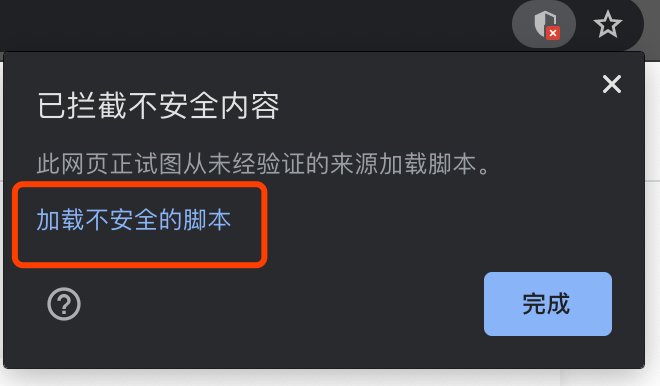 已拦截不安全内容
此网页正试图从未经验证的来源加载脚本。
加载不安全的脚本
完成